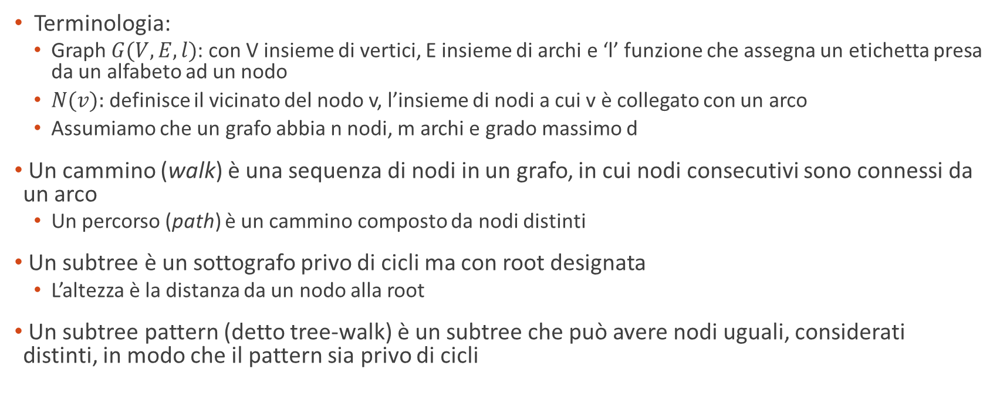 • Terminologia:
• Graph G(V, E, l): con V insieme di vertici, E insieme di archi e ‘l’ funzione che assegna un etichetta presa
da un alfabeto ad un nodo
• N(v): definisce il vicinato del nodo v, l’insieme di nodi a cui v è collegato con un arco
• Assumiamo che un grafo abbia n nodi, m archi e grado massimo d
• Un cammino (walk) è una sequenza di nodi in un grafo, in cui nodi consecutivi sono connessi da
un arco
• Un percorso (path) è un cammino composto da nodi distinti
• Un subtree è un sottografo privo di cicli ma con root designata
• L’altezza è la distanza da un nodo alla root
• Un subtree pattern (detto tree-walk) è un subtree che può avere nodi uguali, considerati
distinti, in modo che il pattern sia privo di cicli